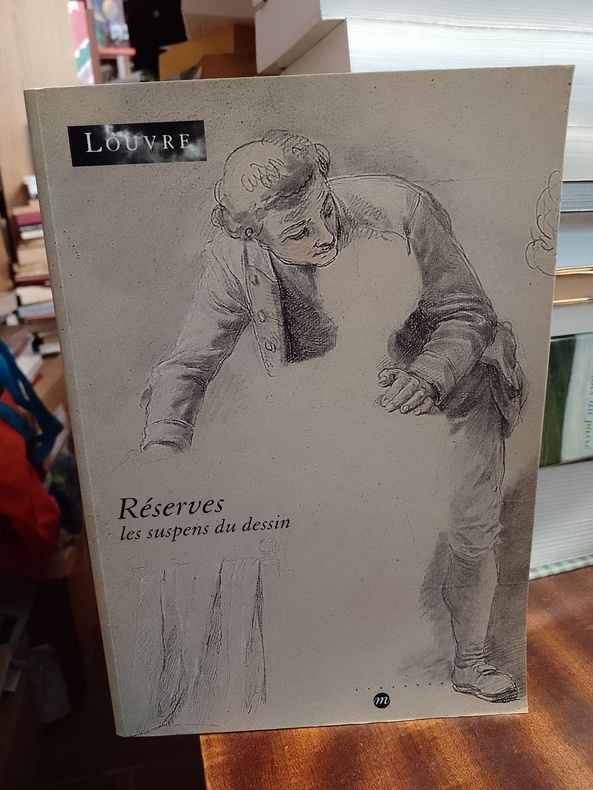 LOUVRE
Réserves
les suspens du dessin
m